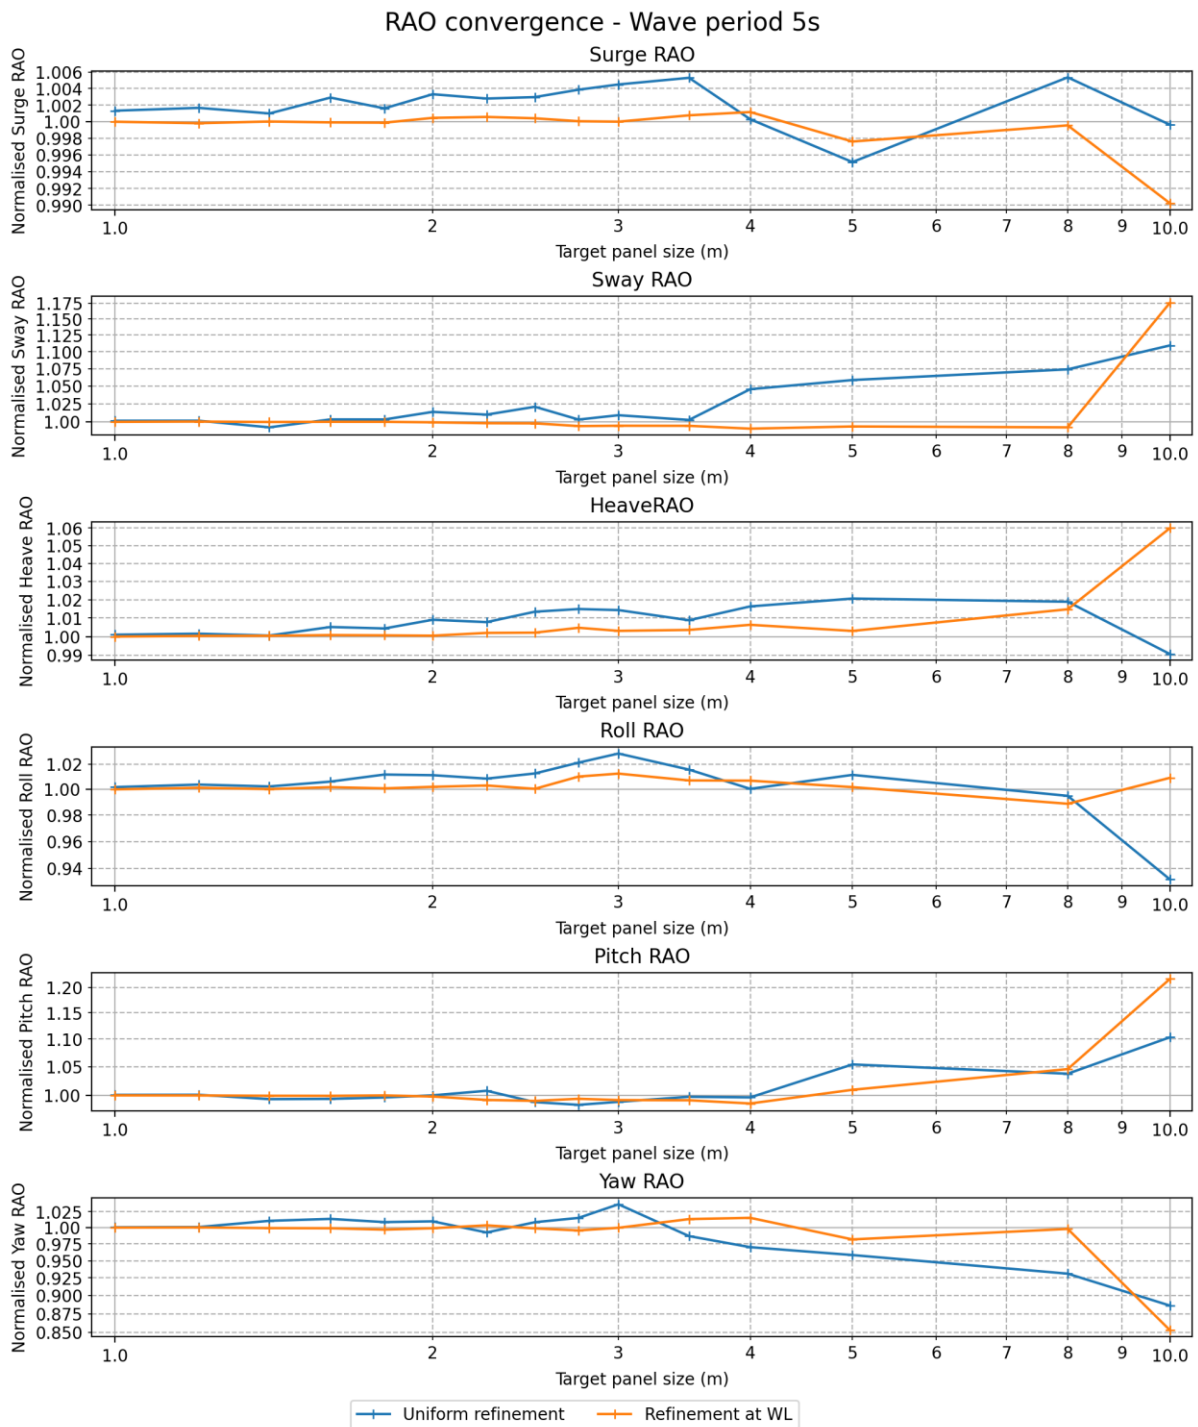 RAO convergence - Wave period 5s
Surge RAO
Normalised Surge RAO
1.006
1.004
1.002
1.00
0.998
0.996
0.994
0.992
0.990
1.0 2 3 4 5 6 7 8 9 10.0
Target panel size (m)
Sway RAO
Normalised Sway RAO
1.175
1.150
1.125
1.100
1.075
1.050
1.025
1.00
1.0 2 3 4 5 6 7 8 9 10.0
Target panel size (m)
HeaveRAO
Normalised Heave RAO
1.06
1.05
1.04
1.03
1.02
1.01
1.00
0.99
1.0 2 3 4 5 6 7 8 9 10.0
Target panel size (m)
Roll RAO
Normalised Roll RAO
1.02
1.00
0.98
0.96
0.94
1.0 2 3 4 5 6 7 8 9 10.0
Target panel size (m)
Pitch RAO
Normalised Pitch RAO
1.20
1.15
1.10
1.05
1.00
1.0 2 3 4 5 6 7 8 9 10.0
Target panel size (m)
Yaw RAO
Normalised Yaw RAO
1.025
1.00
0.975
0.950
0.925
0.900
0.875
0.850
1.0 2 3 4 5 6 7 8 9 10.0
Target panel size (m)
Uniform refinement Refinement at WL